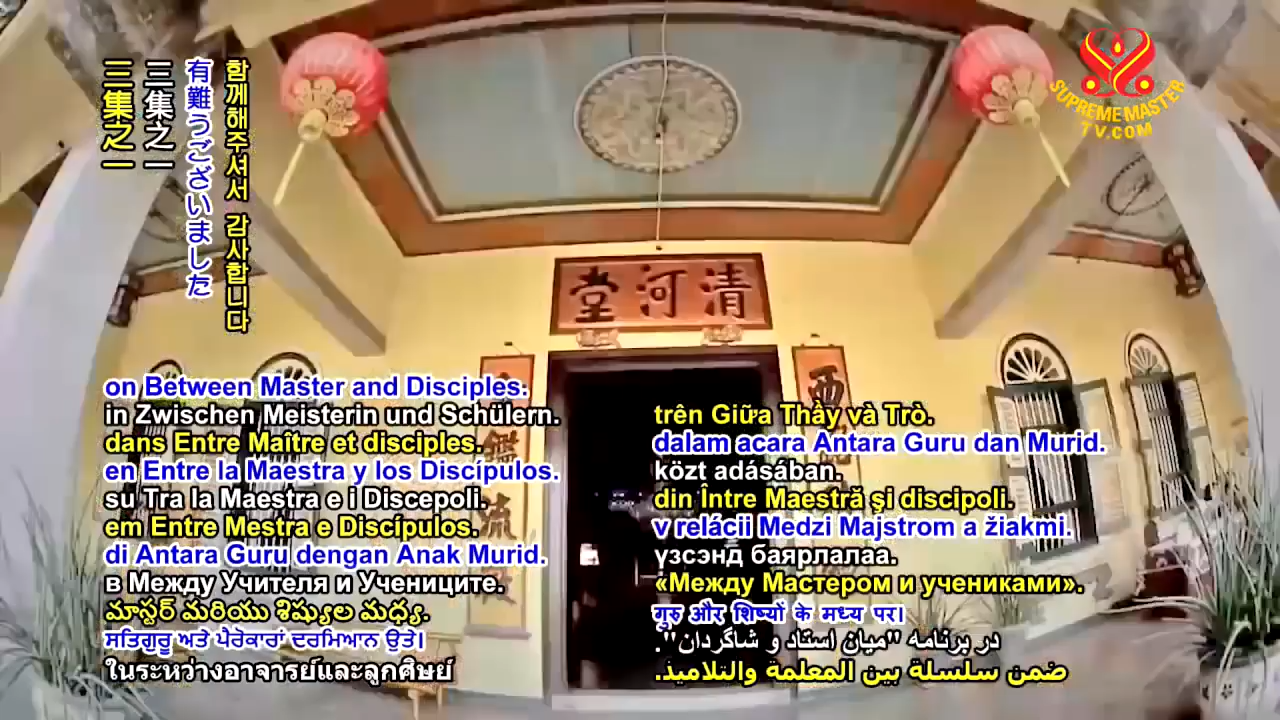 함께해주셔서 감사합니다
有難うございました
三集之一
三集之一
SUPREME MASTER
TV.COM
堂河清
on Between Master and Disciples.
in Zwischen Meisterin und Schülern.
dans Entre Maître et disciples.
en Entre la Maestra y los Discípulos.
su Tra la Maestra e i Discepoli.
em Entre Mestra e Discípulos.
di Antara Guru dengan Anak Murid.
в Между Учителя и Учениците.
మాస్టర్ మరియు శిష్యుల మధ్య.
ਸਤਿਗੁਰੂ ਅਤੇ ਪੈਰੋਕਾਰਾਂ ਦਰਮਿਆਨ ਉਤੇ।
ในระหว่างอาจารย์และลูกศิษย์
trên Giữa Thầy và Trò.
dalam acara Antara Guru dan Murid.
közt adásában.
din Între Maestră şi discipoli.
v relácii Medzi Majstrom a žiakmi.
үзсэнд баярлалаа.
«Между Мастером и учениками».
गुरु और शिष्यों के मध्य पर।
در برنامه "میان استاد و شاگردان".
ضمن سلسلة بين المعلمة والتلاميذ.